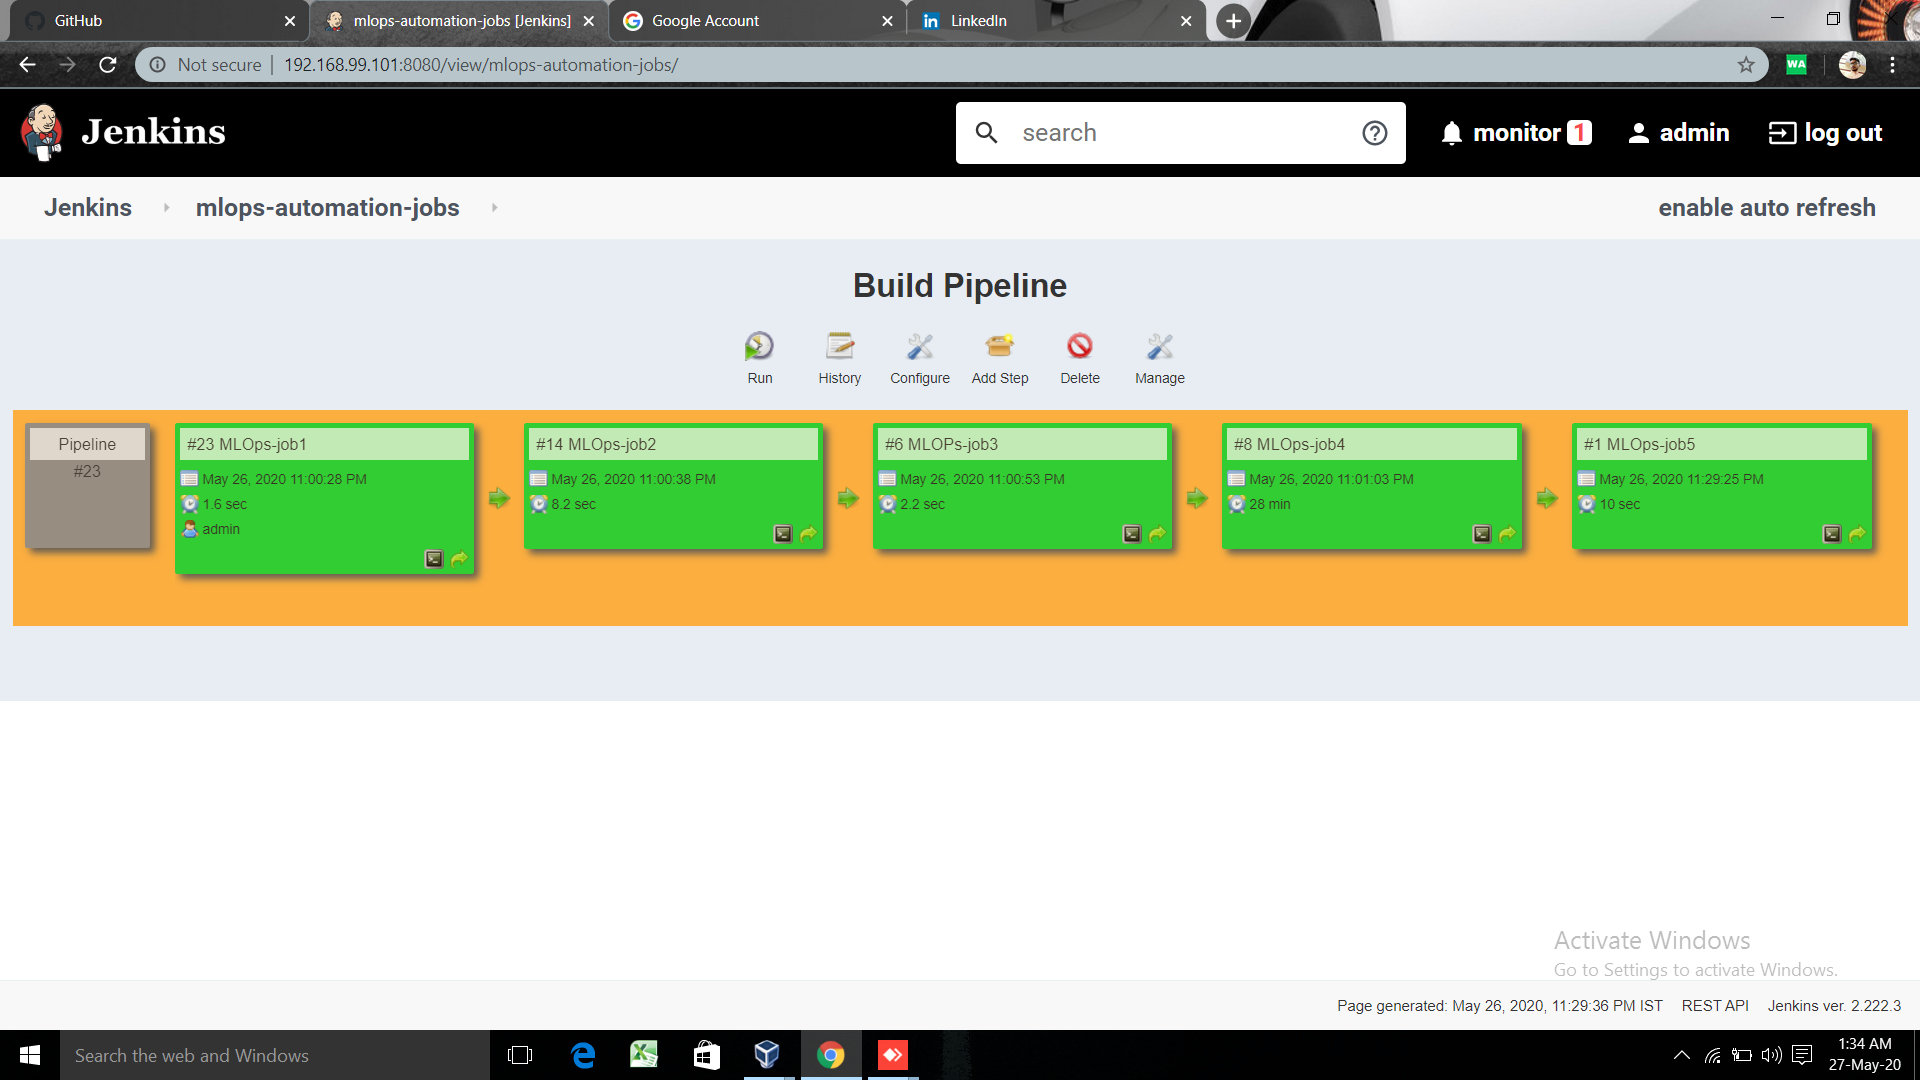 GitHub
mlops-automation-jobs [Jenkins]
Google Account
LinkedIn
Not secure
192.168.99.101:8080/view/mlops-automation-jobs/
WA
Jenkins
search
monitor 1
admin
log out
Jenkins
mlops-automation-jobs
enable auto refresh
Build Pipeline
Run
History
Configure
Add Step
Delete
Manage
Pipeline
#23
#23 MLOps-job1
May 26, 2020 11:00:28 PM
1.6 sec
admin
#14 MLOps-job2
May 26, 2020 11:00:38 PM
8.2 sec
#6 MLOPs-job3
May 26, 2020 11:00:53 PM
2.2 sec
#8 MLOps-job4
May 26, 2020 11:01:03 PM
28 min
#1 MLOps-job5
May 26, 2020 11:29:25 PM
10 sec
Activate Windows
Go to Settings to activate Windows.
Page generated: May 26, 2020, 11:29:36 PM IST
REST API
Jenkins ver. 2.222.3
Search the web and Windows
1:34 AM
27-May-20